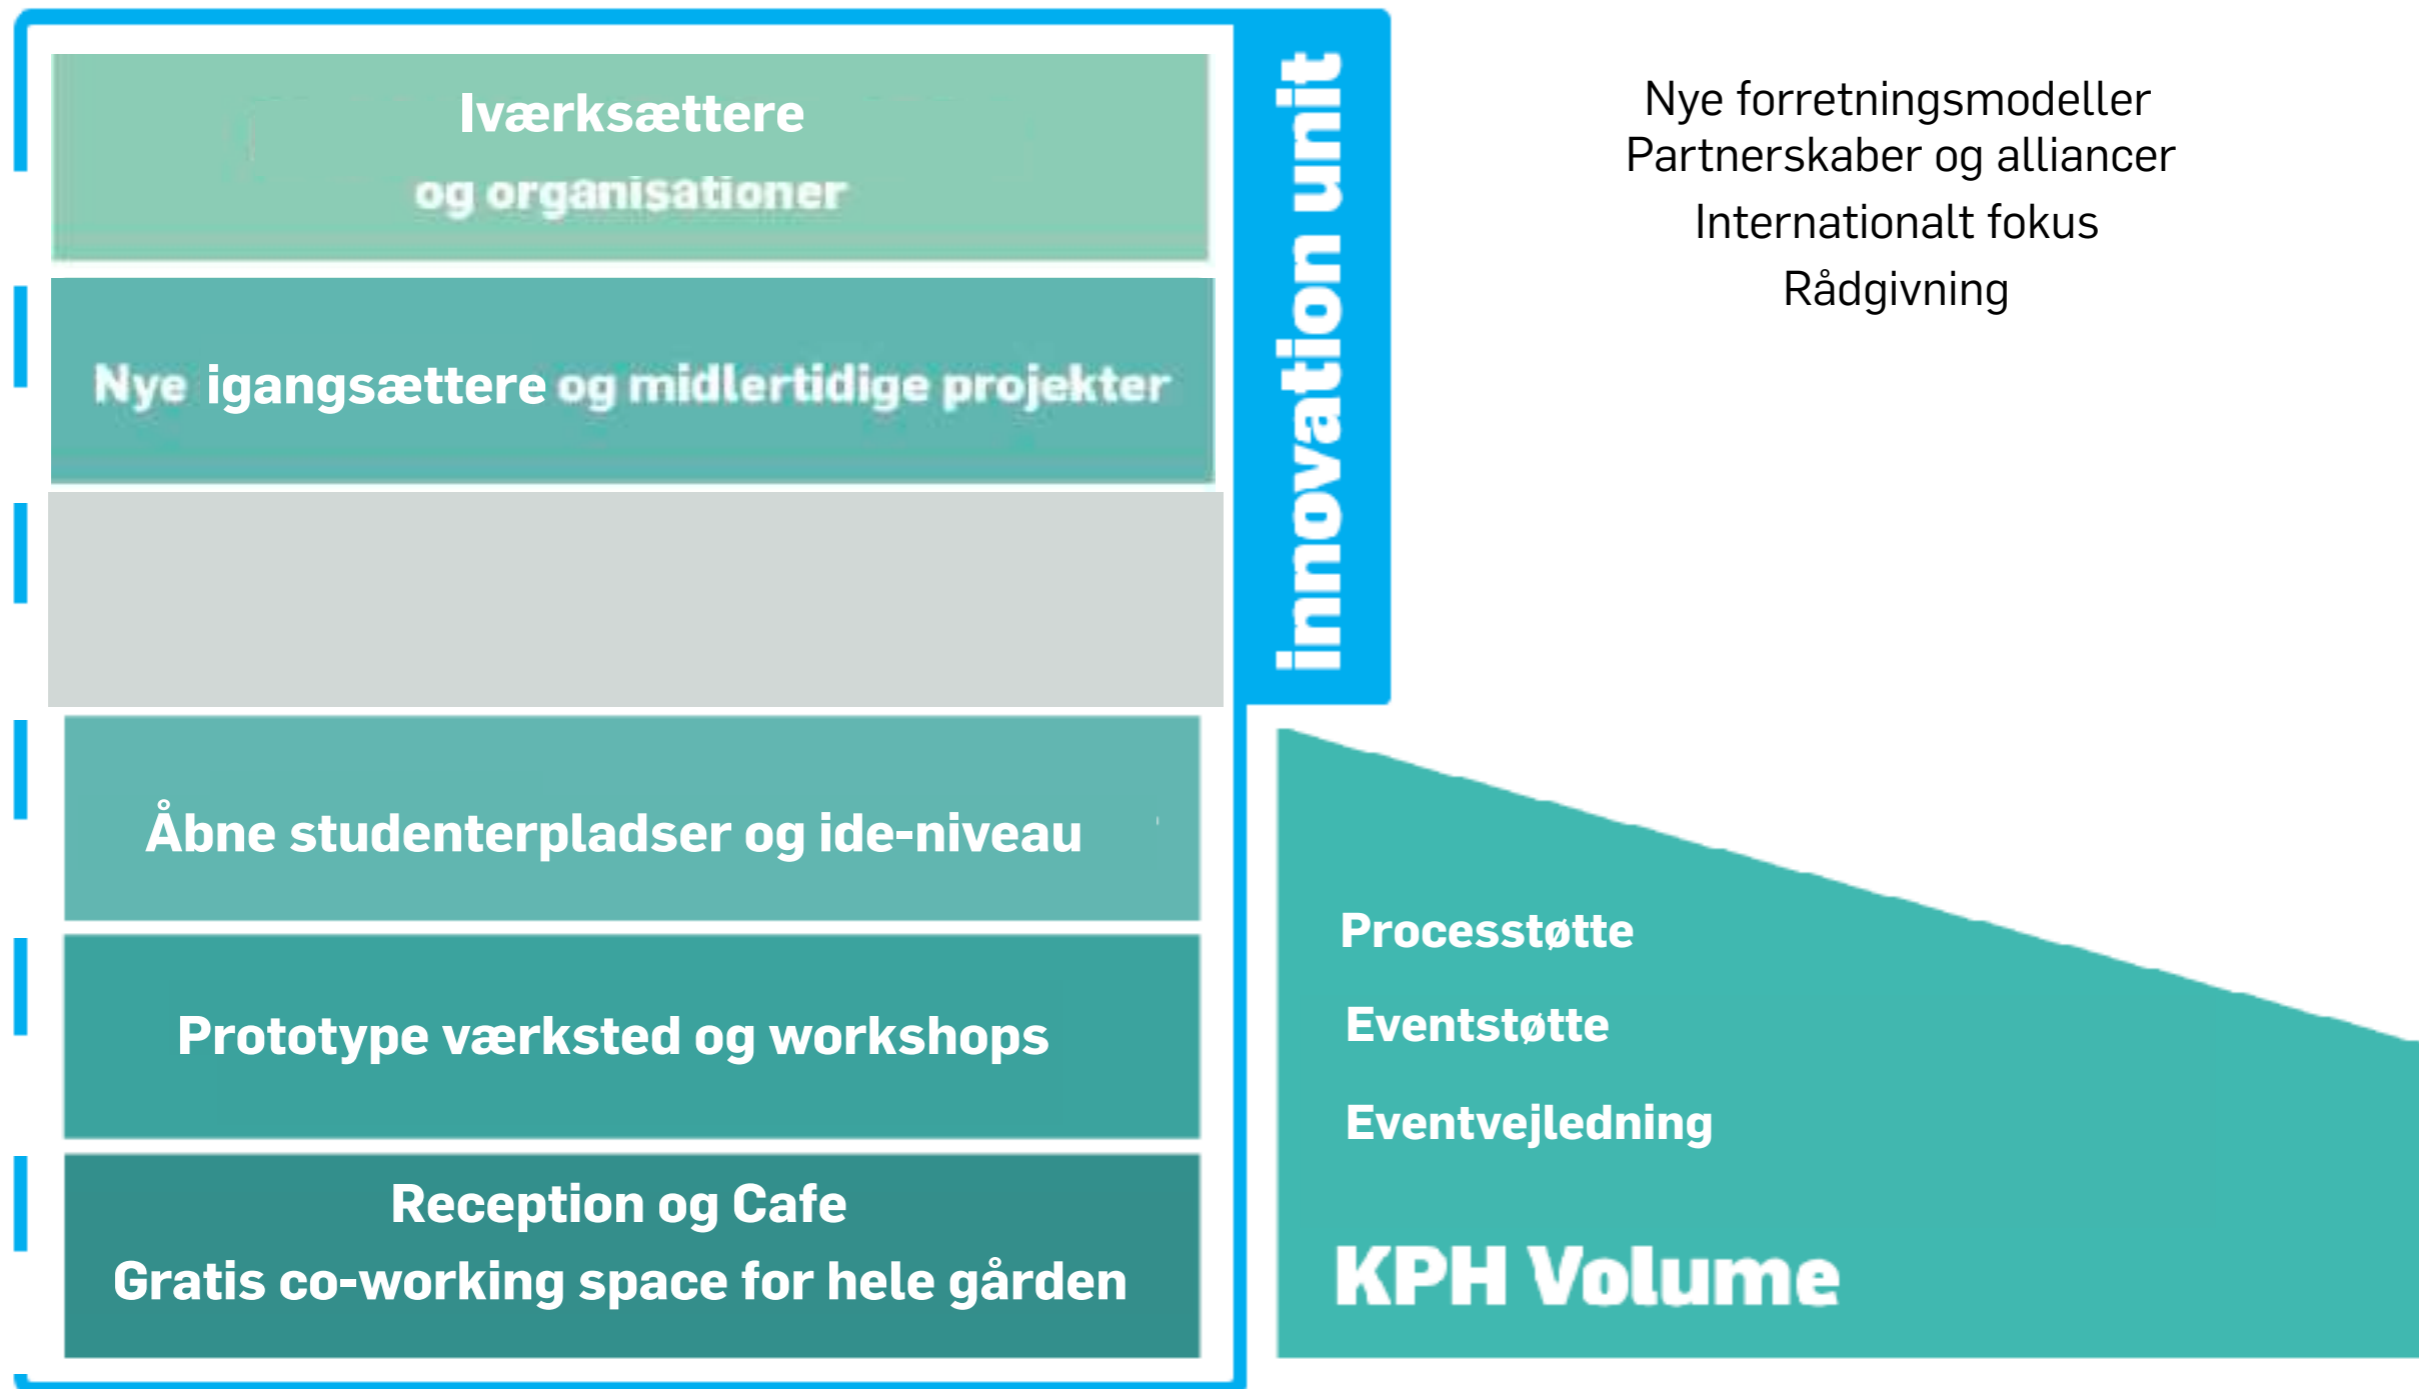 Iværksættere
og organisationer
Nye igangsættere og midlertidige projekter
Åbne studenterpladser og ide-niveau
Prototype værksted og workshops
Reception og Cafe
Gratis co-working space for hele gården
innovation unit
Nye forretningsmodeller
Partnerskaber og alliancer
Internationalt fokus
Rådgivning
Processtøtte
Eventstøtte
Eventvejledning
KPH Volume